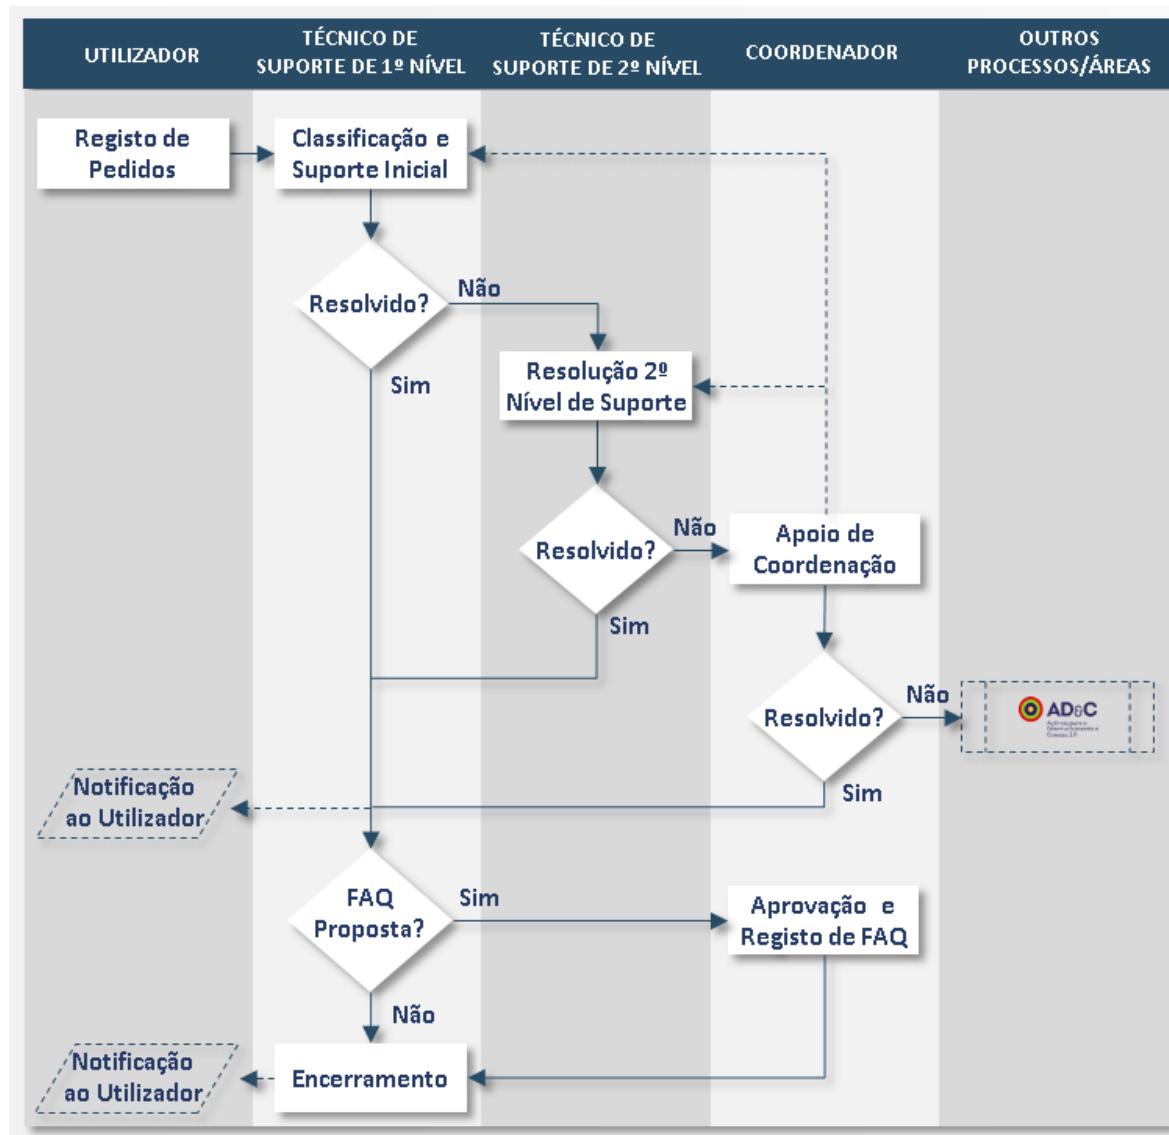 UTILIZADOR
TÉCNICO DE
SUPORTE DE 1º NÍVEL
TÉCNICO DE
SUPORTE DE 2º NÍVEL
COORDENADOR
OUTROS
PROCESSOS/ÁREAS
Registo de
Pedidos
Classificação e
Suporte Inicial
Resolvido?
Não
Sim
Resolução 2º
Nível de Suporte
Resolvido?
Não
Sim
Apoio de
Coordenação
Resolvido?
Não
Sim
AD&C
Notificação
ao Utilizador
FAQ
Proposta?
Sim
Não
Aprovação e
Registo de FAQ
Notificação
ao Utilizador
Encerramento